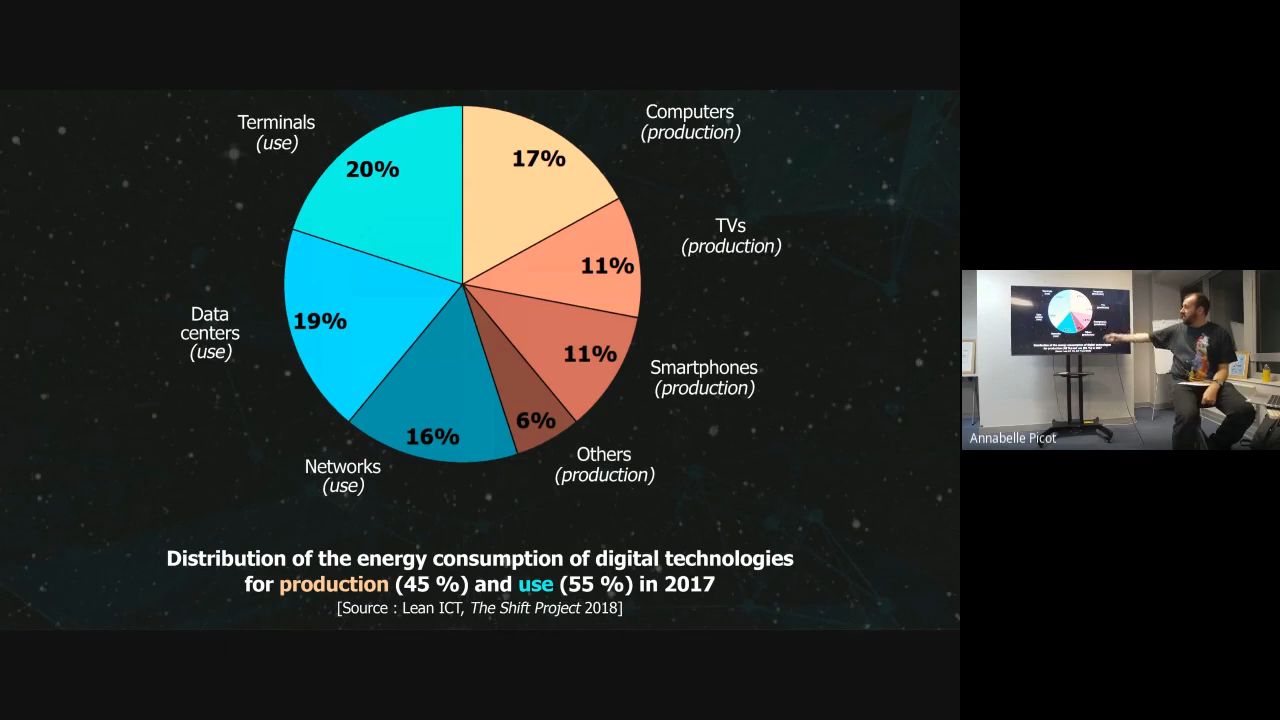 Terminals
(use)
20%
Computers
(production)
17%
TVs
(production)
11%
Data
centers
(use)
19%
11%
Smartphones
(production)
6%
16%
Others
(production)
Networks
(use)
Distribution of the energy consumption of digital technologies
for production (45 %) and use (55 %) in 2017
[Source : Lean ICT, The Shift Project 2018]
Annabelle Picot